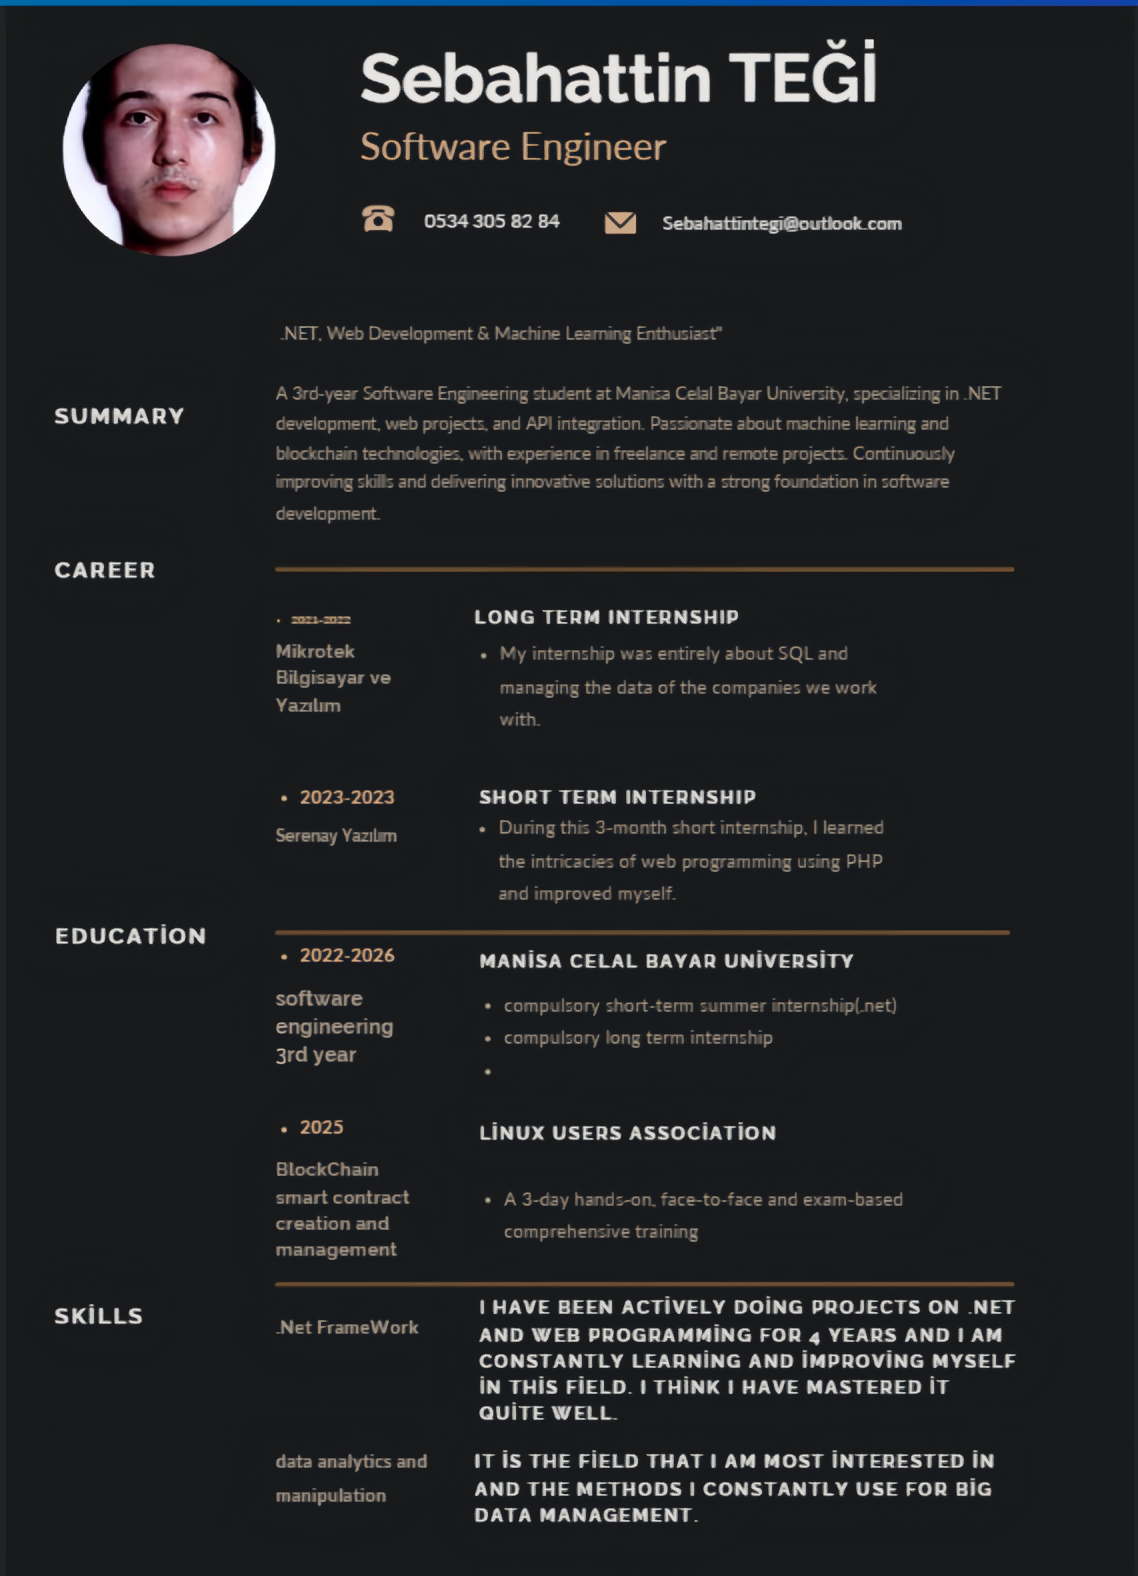 Sebahattin TEĞİ
Software Engineer
0534 305 82 84
Sebahattintegi@outlook.com
.NET, Web Development & Machine Learning Enthusiast"
SUMMARY
A 3rd-year Software Engineering student at Manisa Celal Bayar University, specializing in .NET
development, web projects, and API integration. Passionate about machine learning and
blockchain technologies, with experience in freelance and remote projects. Continuously
improving skills and delivering innovative solutions with a strong foundation in software
development.
CAREER
• 2021-2022
Mikrotek
Bilgisayar ve
Yazılım
LONG TERM INTERNSHIP
• My internship was entirely about SQL and
managing the data of the companies we work
with.
• 2023-2023
Serenay Yazılım
SHORT TERM INTERNSHIP
• During this 3-month short internship, I learned
the intricacies of web programming using PHP
and improved myself.
EDUCATİON
• 2022-2026
software
engineering
3rd year
MANİSA CELAL BAYAR UNİVERSİTY
• compulsory short-term summer internship(.net)
• compulsory long term internship
•
• 2025
BlockChain
smart contract
creation and
management
LİNUX USERS ASSOCİATİON
• A 3-day hands-on, face-to-face and exam-based
comprehensive training
SKİLLS
.Net FrameWork
I HAVE BEEN ACTİVELY DOİNG PROJECTS ON .NET
AND WEB PROGRAMMİNG FOR 4 YEARS AND I AM
CONSTANTLY LEARNİNG AND İMPROVİNG MYSELF
İN THİS FİELD. I THİNK I HAVE MASTERED İT
QUİTE WELL.
data analytics and
manipulation
IT İS THE FİELD THAT I AM MOST İNTERESTED İN
AND THE METHODS I CONSTANTLY USE FOR BİG
DATA MANAGEMENT.